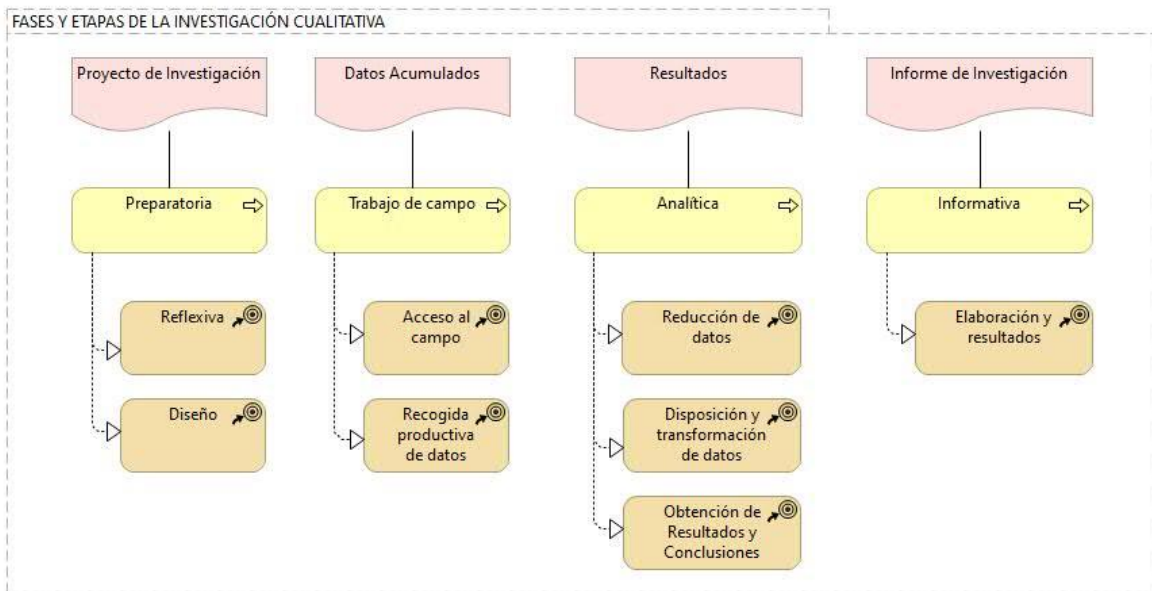 FASES Y ETAPAS DE LA INVESTIGACIÓN CUALITATIVA
Proyecto de Investigación
Datos Acumulados
Resultados
Informe de Investigación
Preparatoria
Trabajo de campo
Analítica
Informativa
Reflexiva
Acceso al
campo
Reducción de
datos
Elaboración y
resultados
Diseño
Recogida
productiva
de datos
Disposición y
transformación
de datos
Obtención de
Resultados y
Conclusiones